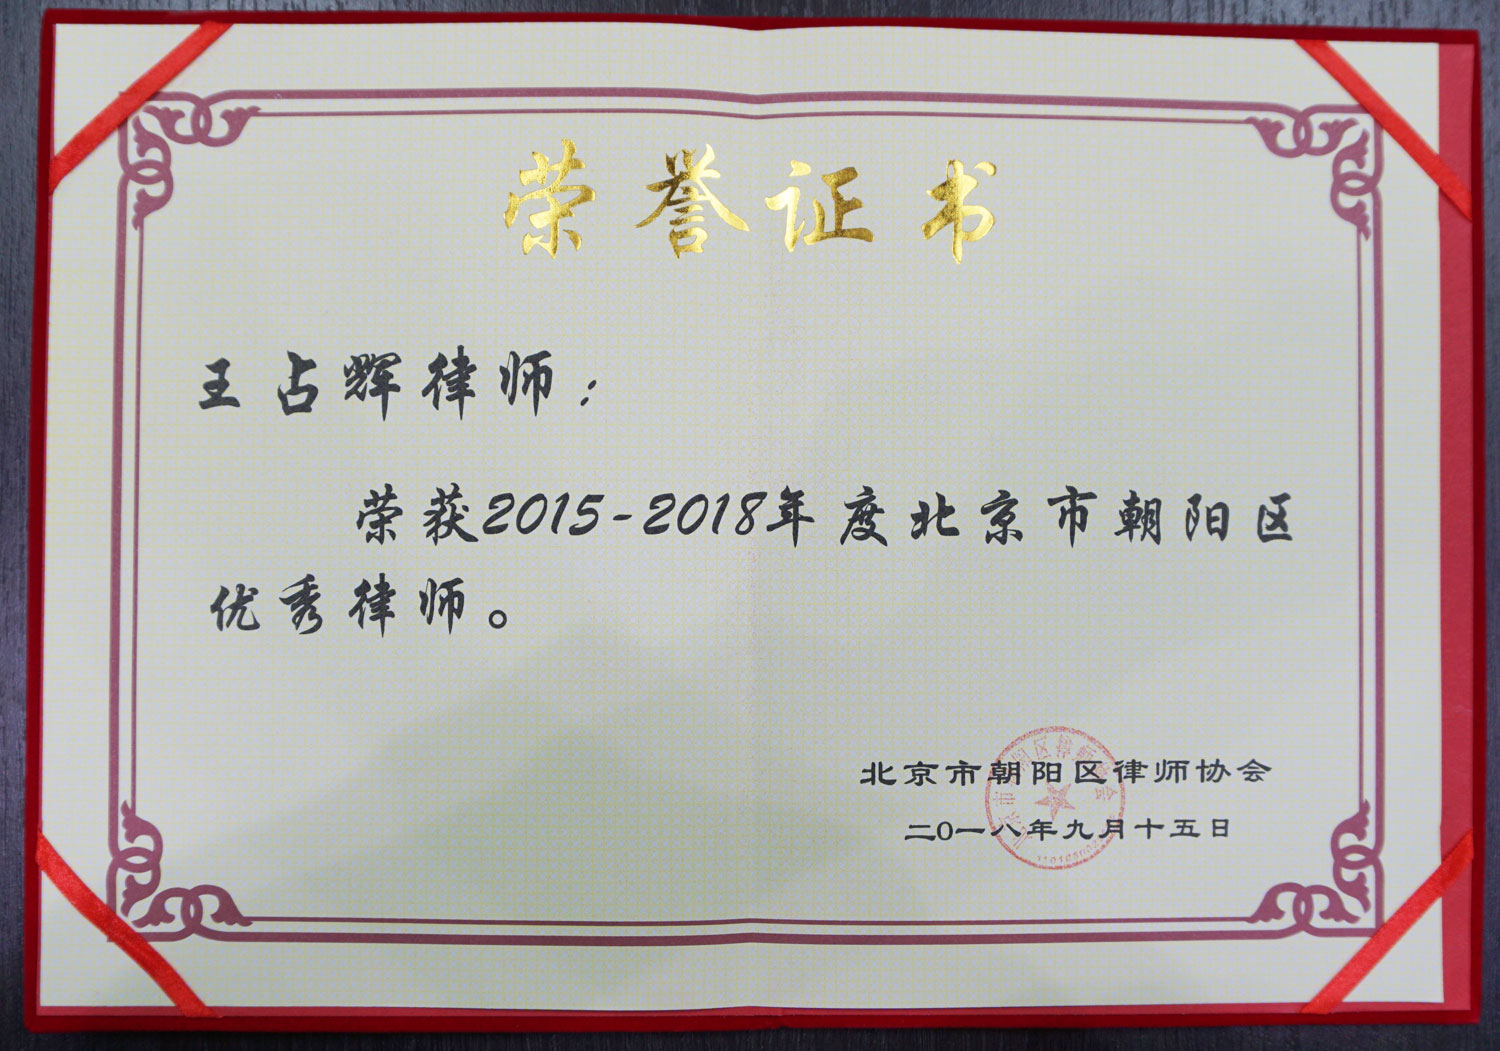 荣誉证书
王占辉律师：
荣获2015-2018年度北京市朝阳区
优秀律师。
北京市朝阳区律师协会
二0一八年九月十五日